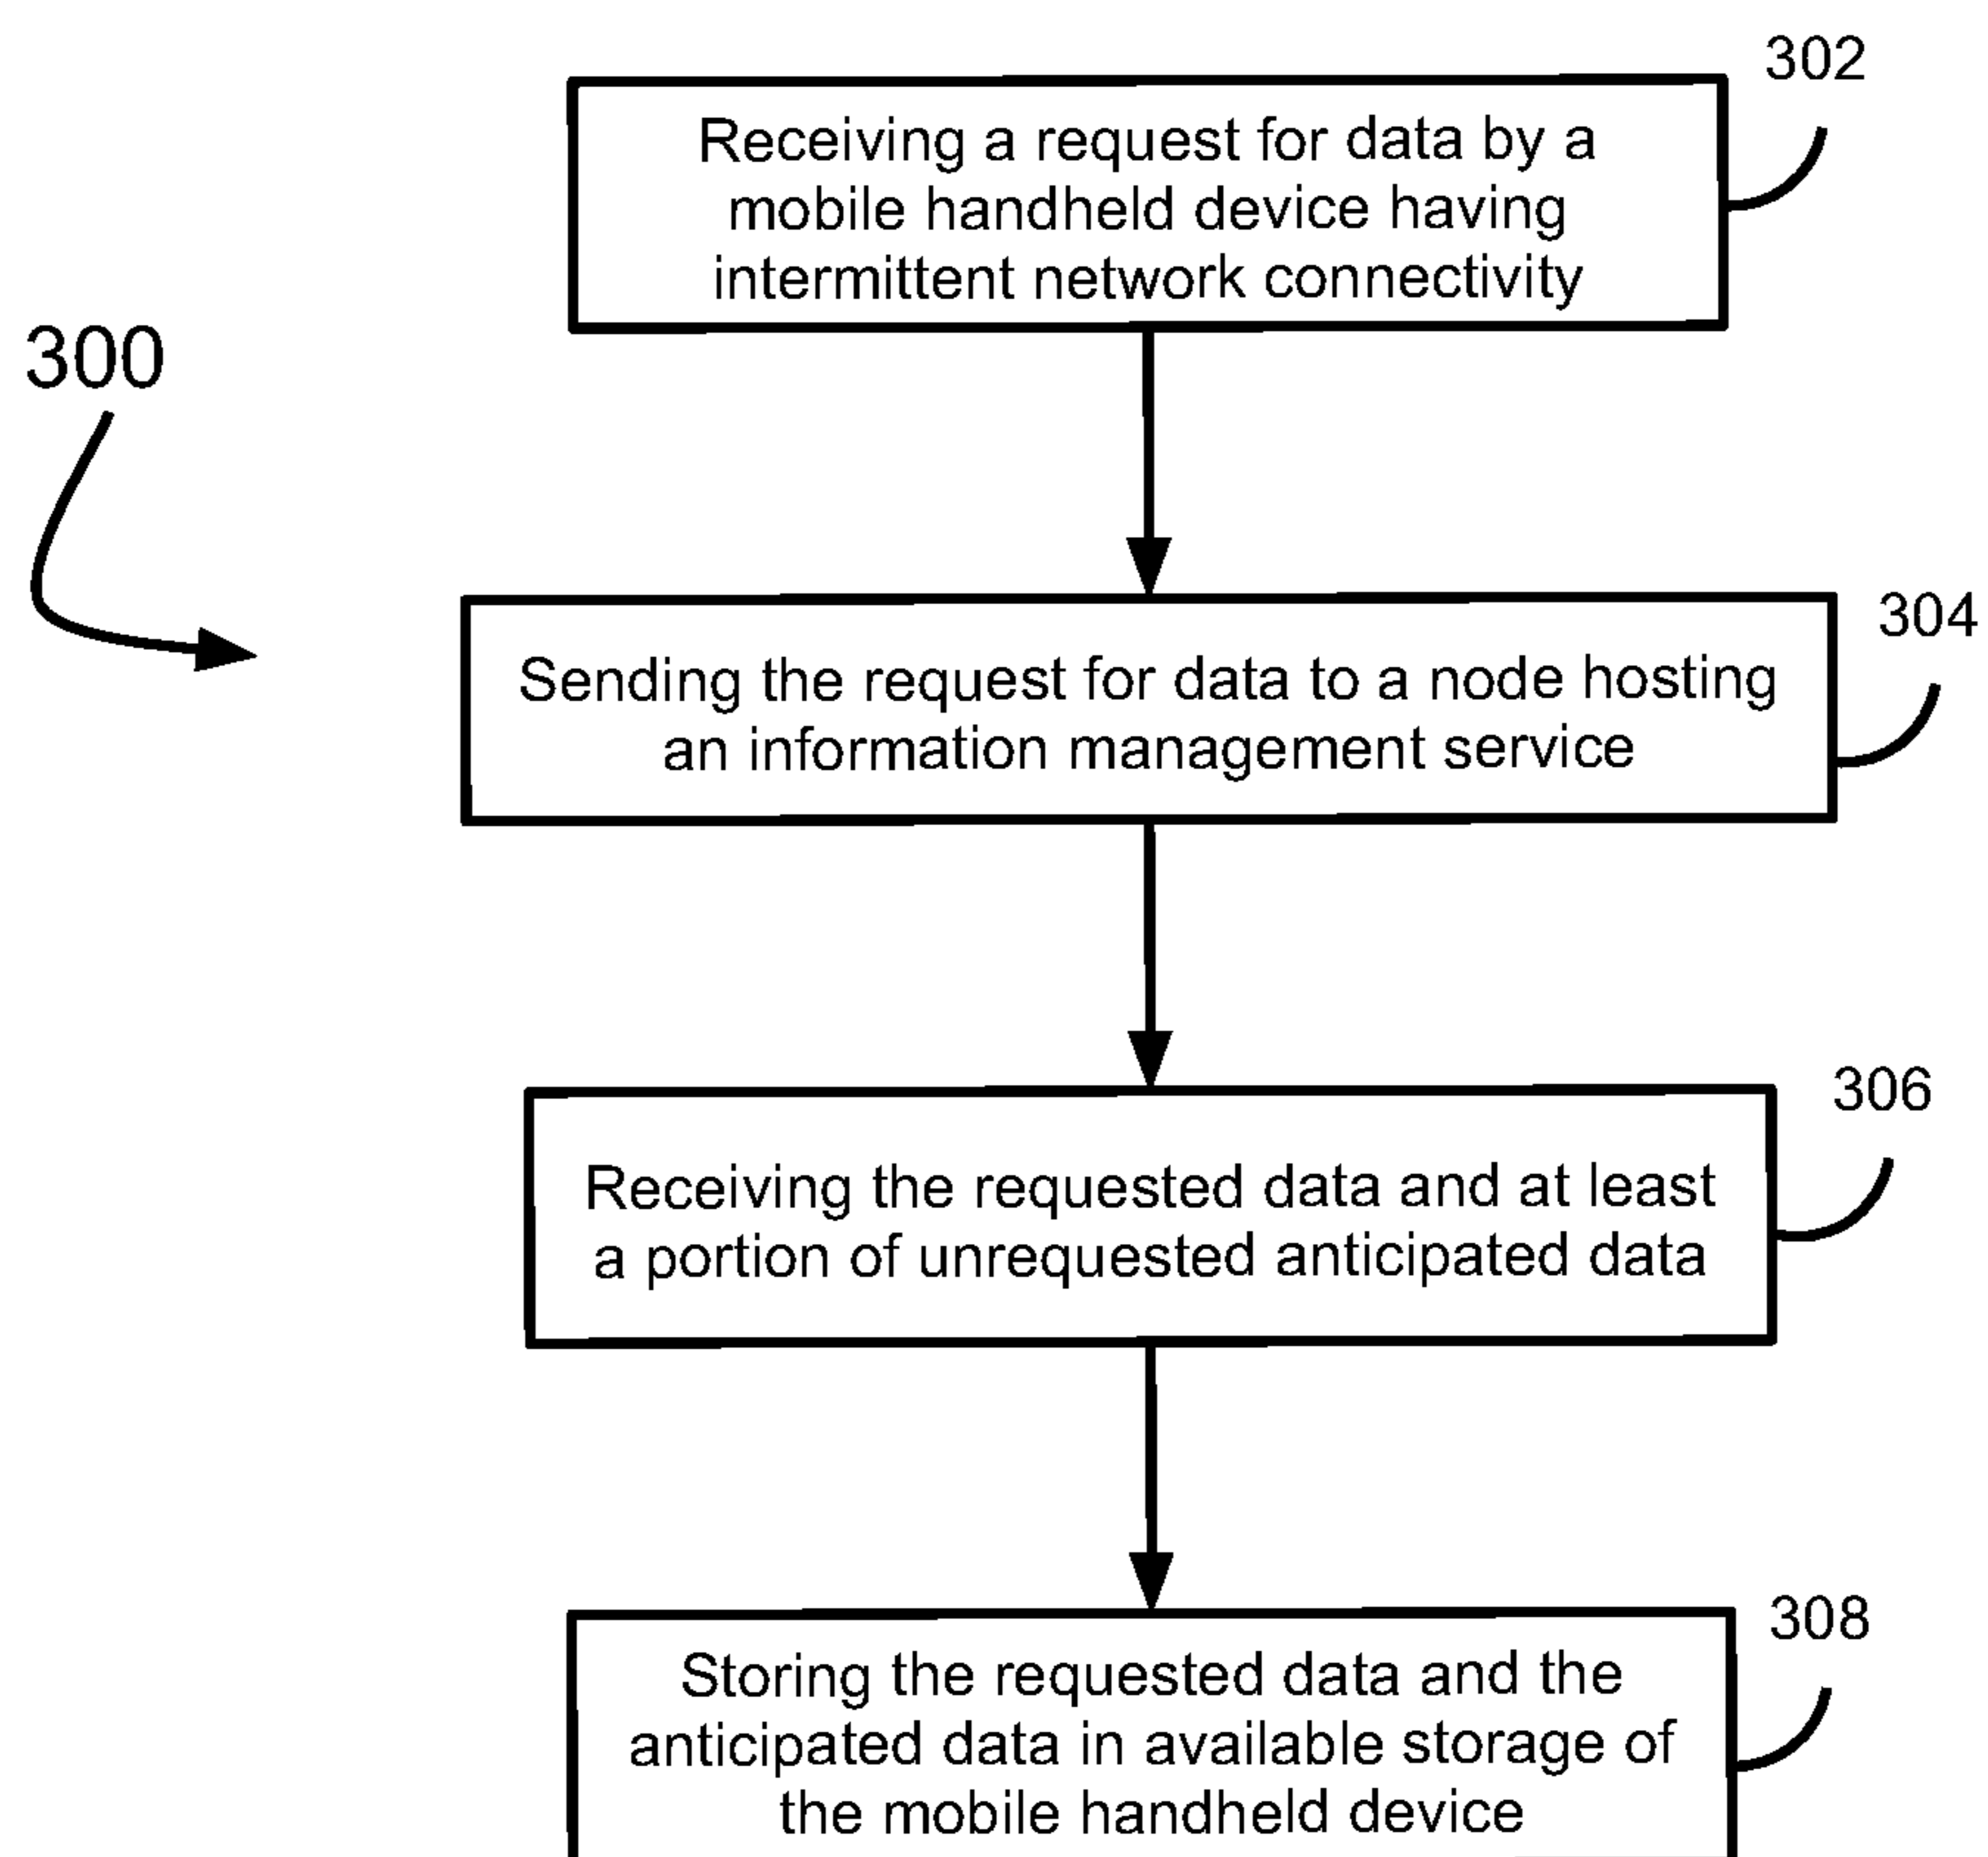 302
Receiving a request for data by a
mobile handheld device having
intermittent network connectivity
300
304
Sending the request for data to a node hosting
an information management service
306
Receiving the requested data and at least
a portion of unrequested anticipated data
308
Storing the requested data and the
anticipated data in available storage of
the mobile handheld device